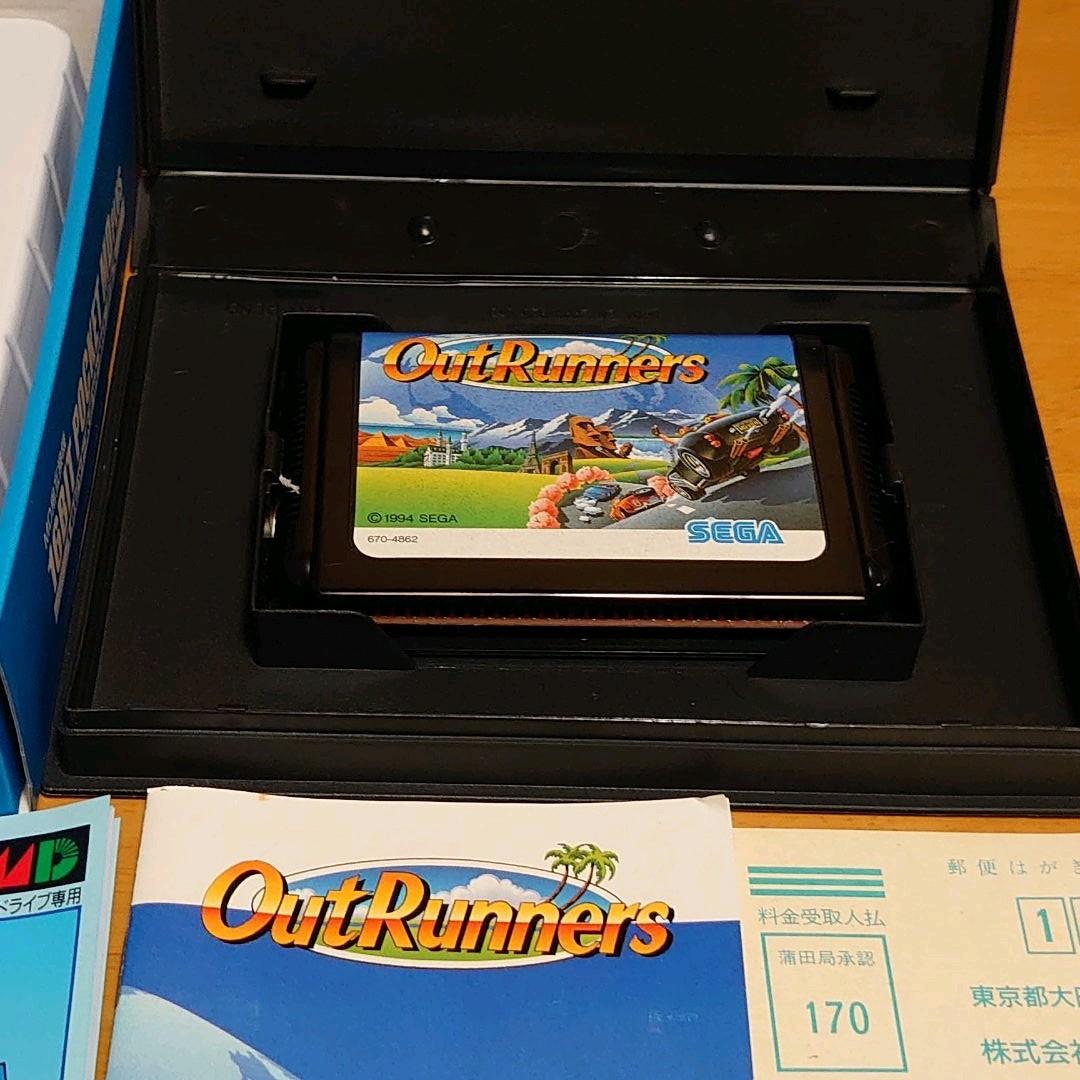 16BIT POCKET
OutRunners
©1994 SEGA
670-4862
SEGA
MD
ドライブ専用
OutRunners
郵便はがき
料金受取人払
1
蒲田局承認
170
東京都大
株式会